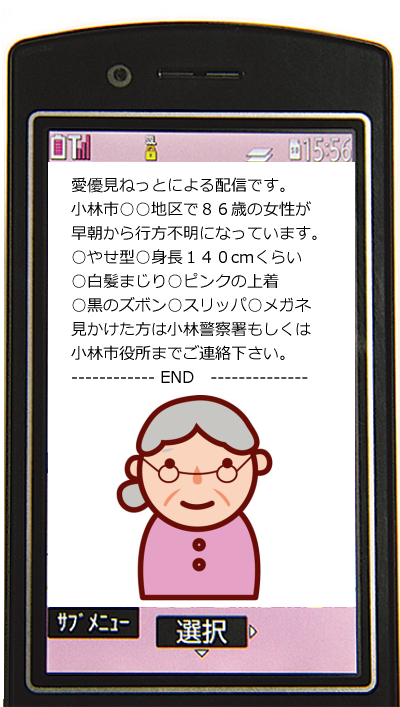 15:56
愛優見ねっとによる配信です。
小林市○○地区で８６歳の女性が
早朝から行方不明になっています。
○やせ型○身長１４０cmくらい
○白髪まじり○ピンクの上着
○黒のズボン○スリッパ○メガネ
見かけた方は小林警察署もしくは
小林市役所までご連絡下さい。
------------ END --------------
ｻﾌﾞﾒﾆｭｰ
選択